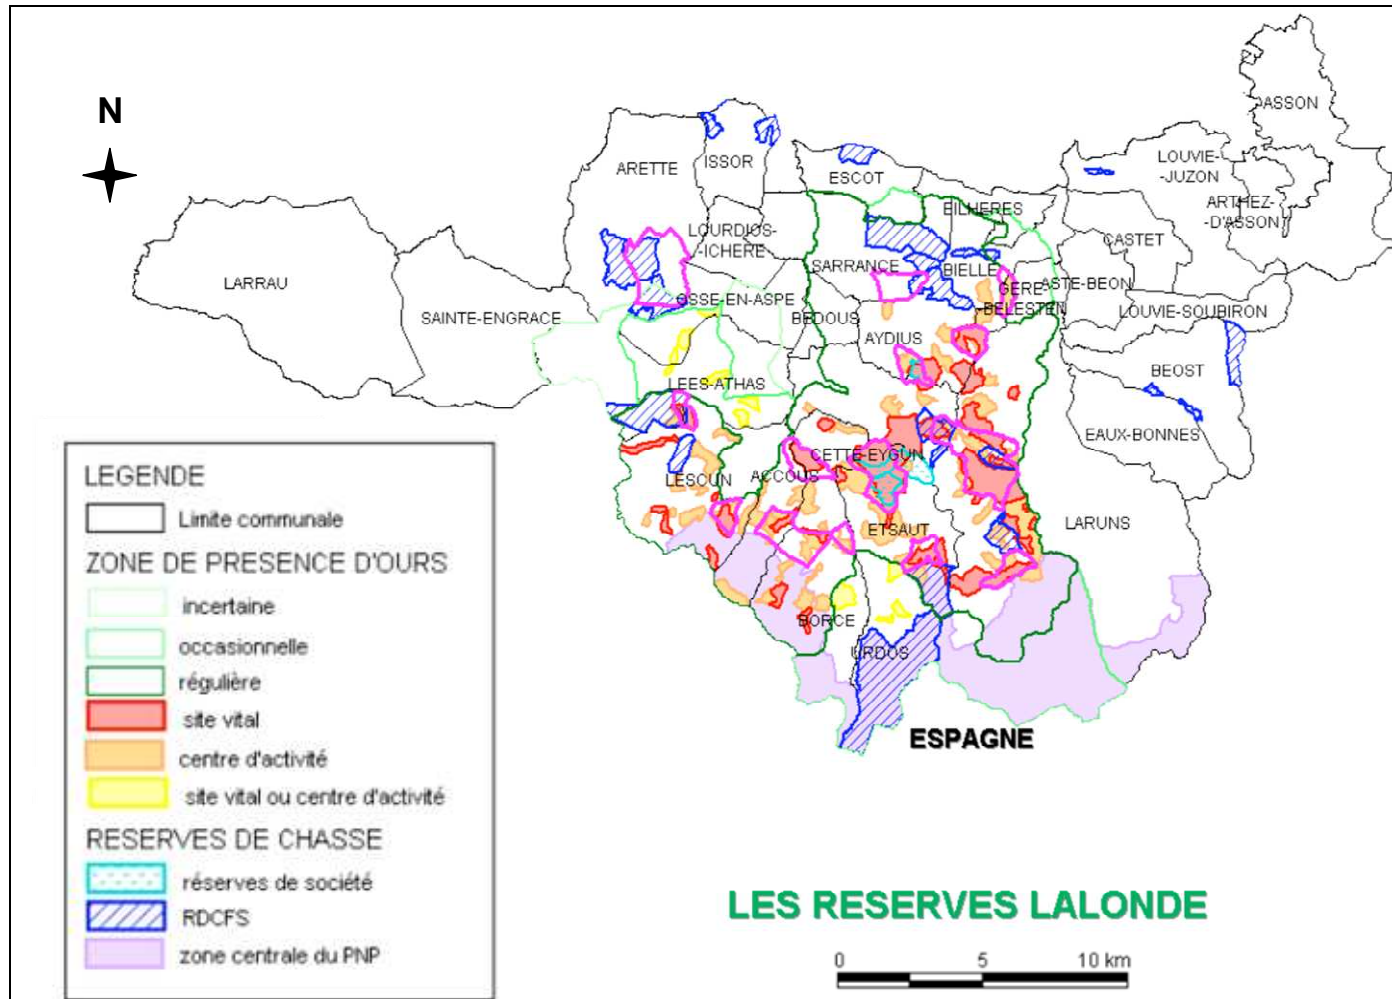 N
ASSON
ARETTE
ISSOR
ESCOT
LOUVIE-
-JUZON
ARTHEZ-
-D'ASSON
BILHERES
LOURDIOS-
-ICHERE
CASTET
SARRANCE
BIELLE
LARRAU
OSSE-EN-ASPE
GERE-
-BELESTEN
ASTE-BEON
SAINTE-ENGRACE
BEDOUS
LOUVIE-SOUBIRON
AYDIUS
BEOST
LEES-ATHAS
EAUX-BONNES
CETTE-EYGUN
ACCOUS
LESCUN
ETSAUT
LARUNS
BORCE
URDOS
ESPAGNE
LEGENDE
Limite communale
ZONE DE PRESENCE D'OURS
incertaine
occasionnelle
régulière
site vital
centre d'activité
site vital ou centre d'activité
RESERVES DE CHASSE
réserves de société
RDCFS
zone centrale du PNP
LES RESERVES LALONDE
0 5 10 km